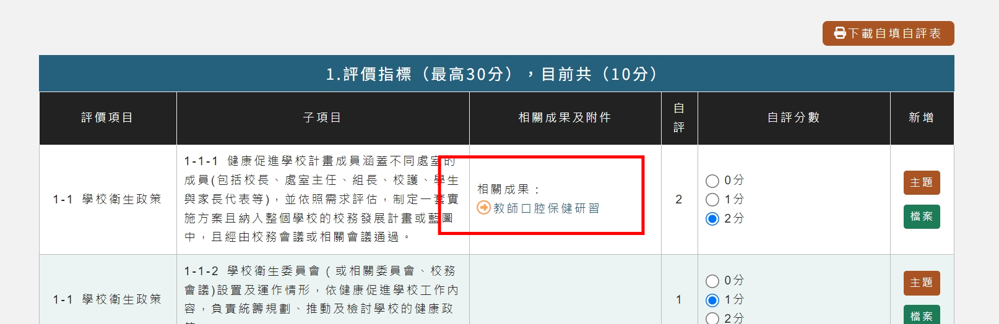 下載自填自評表
1.評價指標（最高30分），目前共（10分）
評價項目
子項目
相關成果及附件
自
評
自評分數
新增
1-1 學校衛生政策
1-1-1 健康促進學校計畫成員涵蓋不同處室的
成員(包括校長、處室主任、組長、校護、學生
與家長代表等)，並依照需求評估，制定一套實
施方案且納入整個學校的校務發展計畫或藍圖
中，且經由校務會議或相關會議通過。
相關成果：
教師口腔保健研習
2
0分
1分
2分
主題
檔案
1-1 學校衛生政策
1-1-2 學校衛生委員會（或相關委員會、校務
會議)設置及運作情形，依健康促進學校工作內
容，負責統籌規劃、推動及檢討學校的健康政
1
0分
1分
2分
主題
檔案